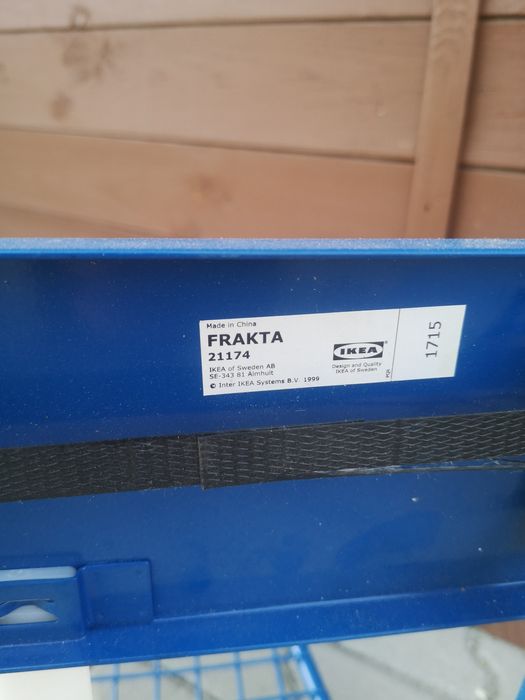 Made in China
FRAKTA
21174
IKEA of Sweden AB
SE-343 81 Älmhult
© Inter IKEA Systems B.V. 1999
IKEA
Design and Quality
IKEA of Sweden
1715